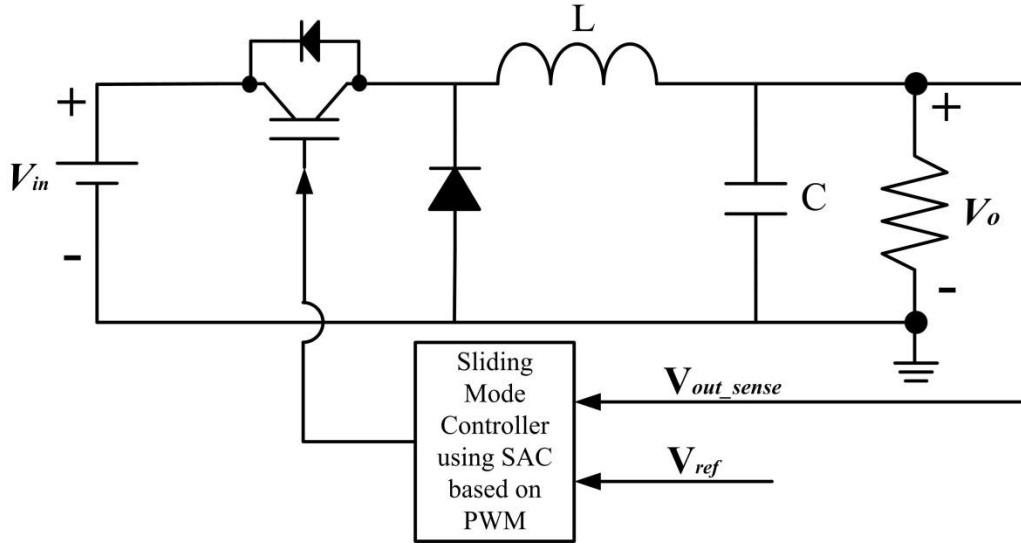 L
+
+
V_in
C
V_o
-
-
Sliding
Mode
Controller
using SAC
based on
PWM
V_out_sense
V_ref